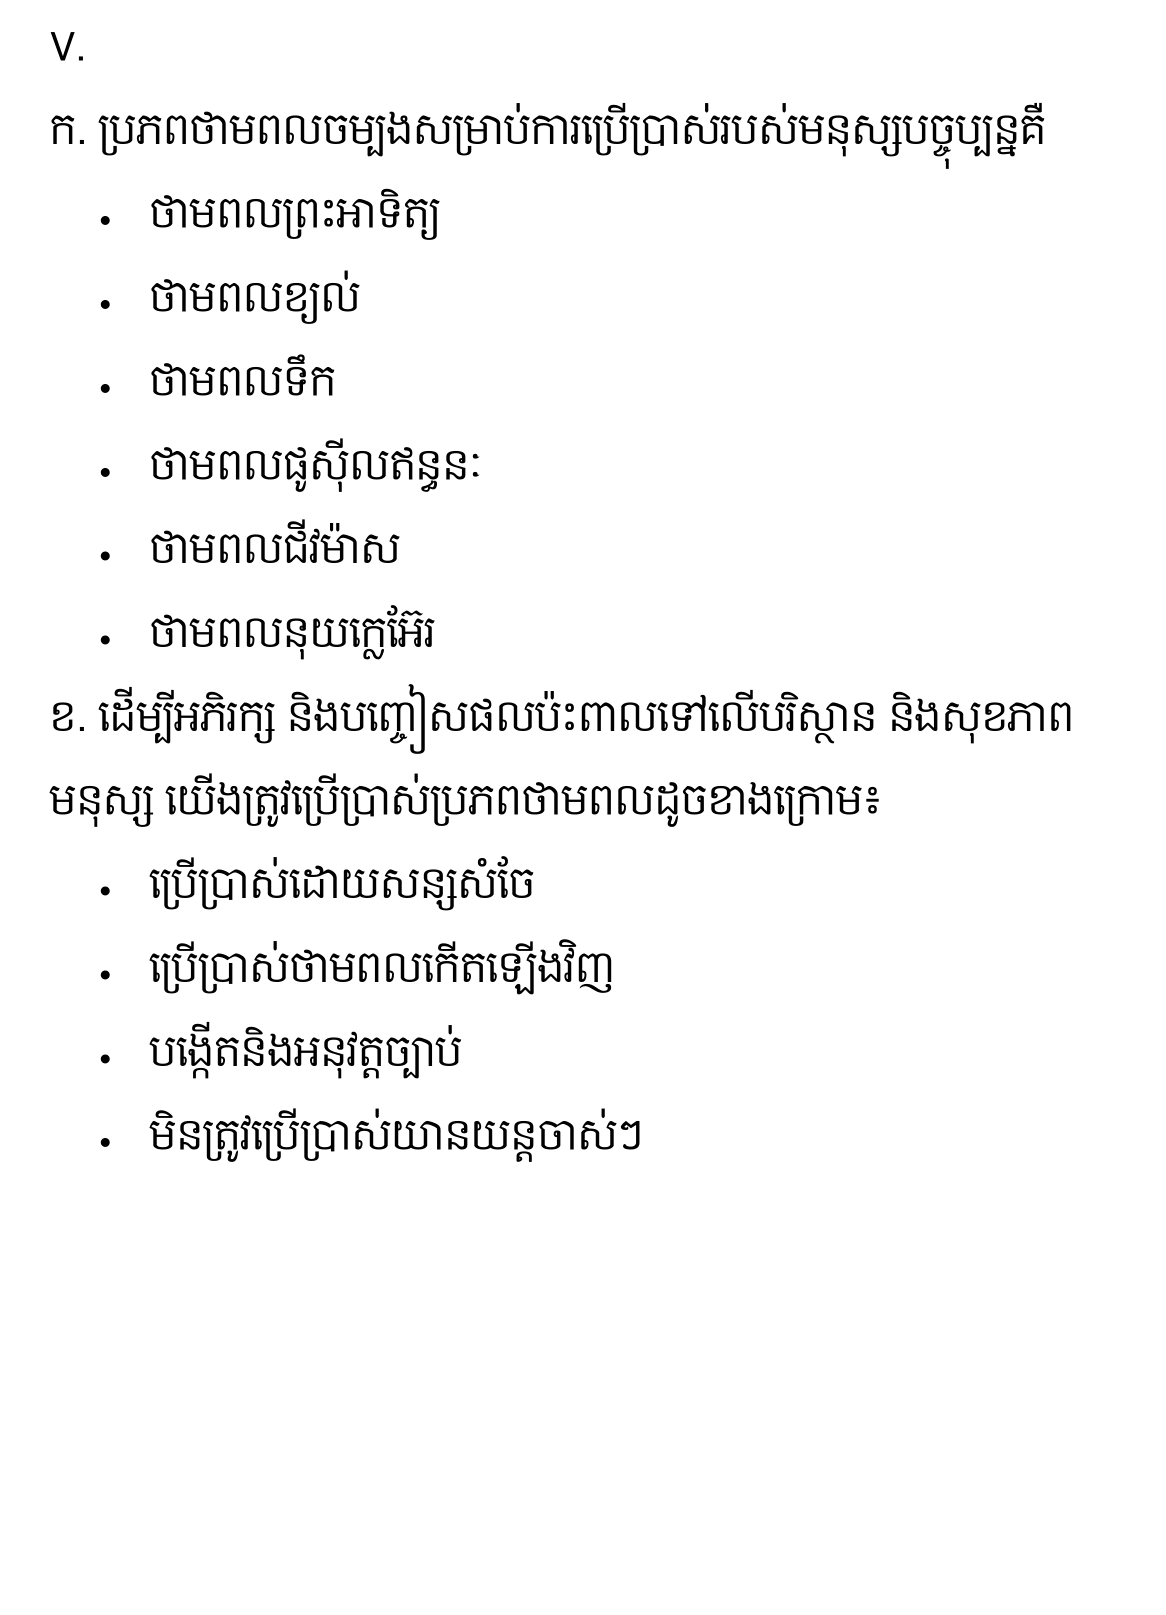 V.
ក. ប្រភពថាមពលចម្បងសម្រាប់ការប្រើប្រាស់របស់មនុស្សបច្ចុប្បន្នគឺ
• ថាមពលព្រះអាទិត្យ
• ថាមពលខ្យល់
• ថាមពលទឹក
• ថាមពលផូស៊ីលឥន្ធនៈ
• ថាមពលជីវម៉ាស
• ថាមពលនុយក្លេអ៊ែរ
ខ. ដើម្បីអភិរក្ស និងបញ្ចៀសផលប៉ះពាលទៅលើបរិស្ថាន និងសុខភាព
មនុស្ស យើងត្រូវប្រើប្រាស់ប្រភពថាមពលដូចខាងក្រោម៖
• ប្រើប្រាស់ដោយសន្សសំចែ
• ប្រើប្រាស់ថាមពលកើតឡើងវិញ
• បង្កើតនិងអនុវត្តច្បាប់
• មិនត្រូវប្រើប្រាស់យានយន្តចាស់ៗ